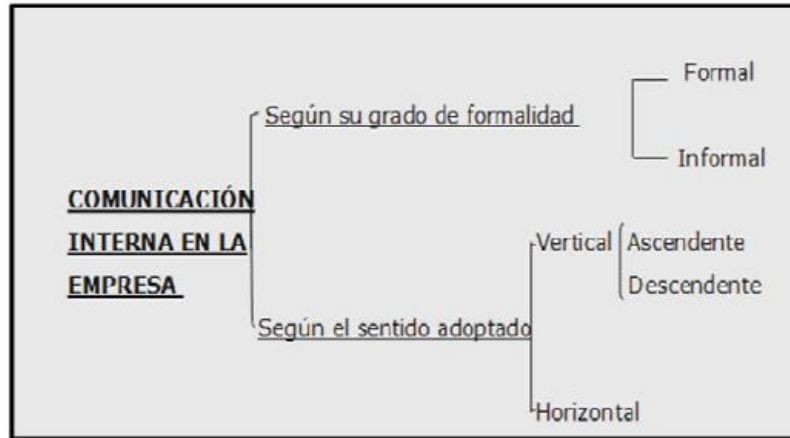 COMUNICACIÓN
INTERNA EN LA
EMPRESA
Según su grado de formalidad
Formal
Informal
Según el sentido adoptado
Vertical
Ascendente
Descendente
Horizontal